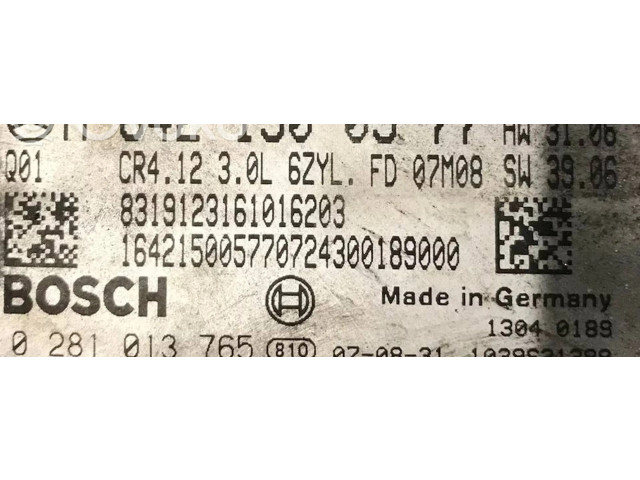 HW 31.06
Q01 CR4.12 3.0L 6ZYL. FD 07M08 SW 39.06
8319123161016203
164215005770724300189000
BOSCH Made in Germany
1304 0189
0 281 013 765 810 07-08-31